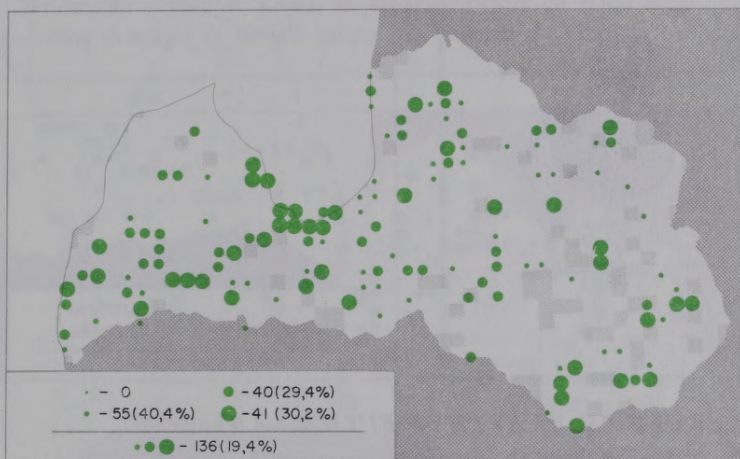 - 0
- 40 (29,4%)
- 55 (40,4%)
- 41 (30,2%)
- 136 (19,4%)